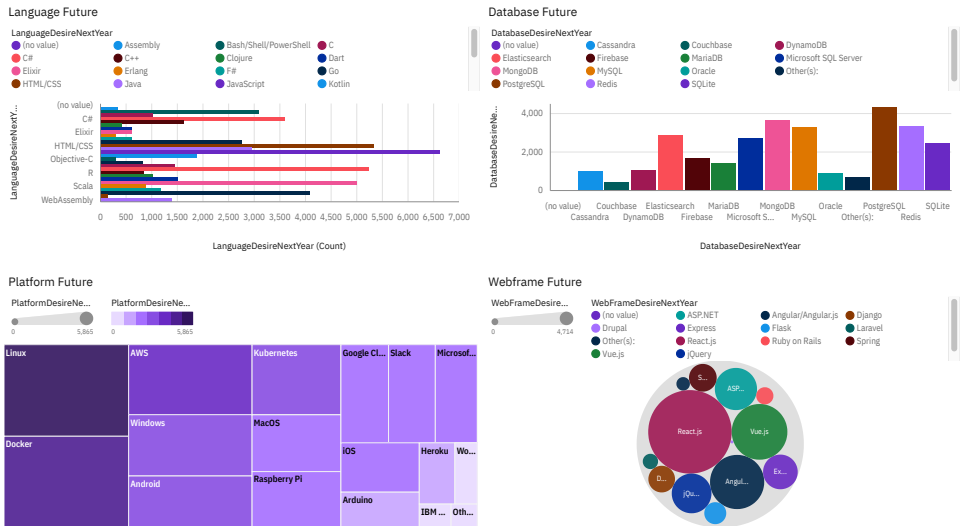 Language Future
LanguageDesireNextYear
(no value) Assembly Bash/Shell/PowerShell C
C# C++ Clojure Dart
Elixir Erlang F# Go
HTML/CSS Java JavaScript Kotlin
LanguageDesireNextY...
(no value)
C#
Elixir
HTML/CSS
Objective-C
R
Scala
WebAssembly
0 500 1,000 1,500 2,000 2,500 3,000 3,500 4,000 4,500 5,000 5,500 6,000 6,500 7,000
LanguageDesireNextYear (Count)
Database Future
DatabaseDesireNextYear
(no value) Cassandra Couchbase DynamoDB
Elasticsearch Firebase MariaDB Microsoft SQL Server
MongoDB MySQL Oracle Other(s):
PostgreSQL Redis SQLite
DatabaseDesireNe...
4,000
2,000
0
(no value) Couchbase Elasticsearch MariaDB MongoDB Oracle PostgreSQL SQLite
Cassandra DynamoDB Firebase Microsoft S... MySQL Other(s): Redis
DatabaseDesireNextYear
Platform Future
PlatformDesireNe... PlatformDesireNe...
0 5,865 0 5,865
Linux AWS Kubernetes Google Cl... Slack Microsof...
Windows MacOS
Docker iOS Heroku Wo...
Android Raspberry Pi
Arduino IBM ... Oth...
Webframe Future
WebFrameDesire... WebFrameDesireNextYear
0 4,714
(no value) ASP.NET Angular/Angular.js Django
Drupal Express Flask Laravel
Other(s): React.js Ruby on Rails Spring
Vue.js jQuery
S...
ASP...
React.js Vue.js
Ex...
D... Angul...
jQu...